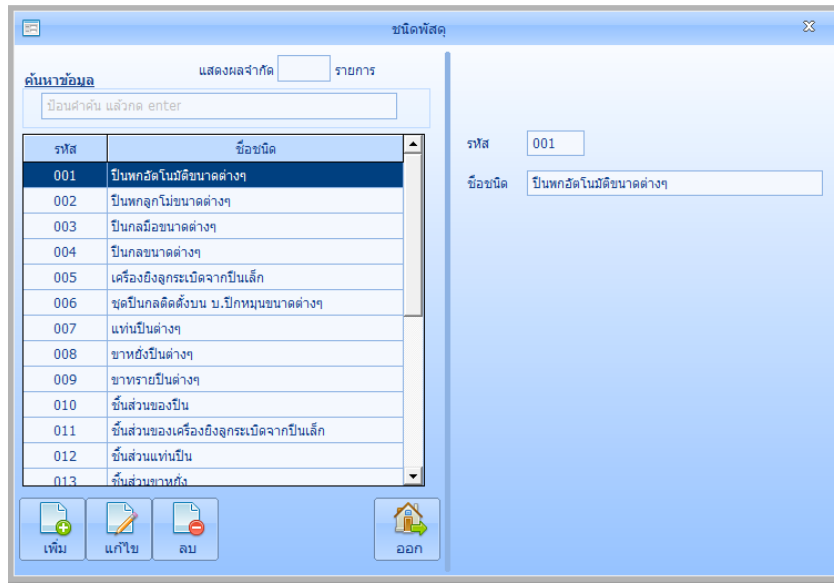 ชนิดพัสดุ
แสดงผลจำกัด รายการ
ค้นหาข้อมูล
ป้อนคำค้น แล้วกด enter
รหัส ชื่อชนิด
001 ปืนพกอัตโนมัติขนาดต่างๆ
002 ปืนพกลูกโม่ขนาดต่างๆ
003 ปืนกลมือขนาดต่างๆ
004 ปืนกลขนาดต่างๆ
005 เครื่องยิงลูกระเบิดจากปืนเล็ก
006 ชุดปืนกลติดตั้งบน บ.ปีกหมุนขนาดต่างๆ
007 แท่นปืนต่างๆ
008 ขาหยั่งปืนต่างๆ
009 ขาทรายปืนต่างๆ
010 ชิ้นส่วนของปืน
011 ชิ้นส่วนของเครื่องยิงลูกระเบิดจากปืนเล็ก
012 ชิ้นส่วนแท่นปืน
013 ชิ้นส่วนขาหยั่ง
รหัส 001
ชื่อชนิด ปืนพกอัตโนมัติขนาดต่างๆ
เพิ่ม แก้ไข ลบ ออก